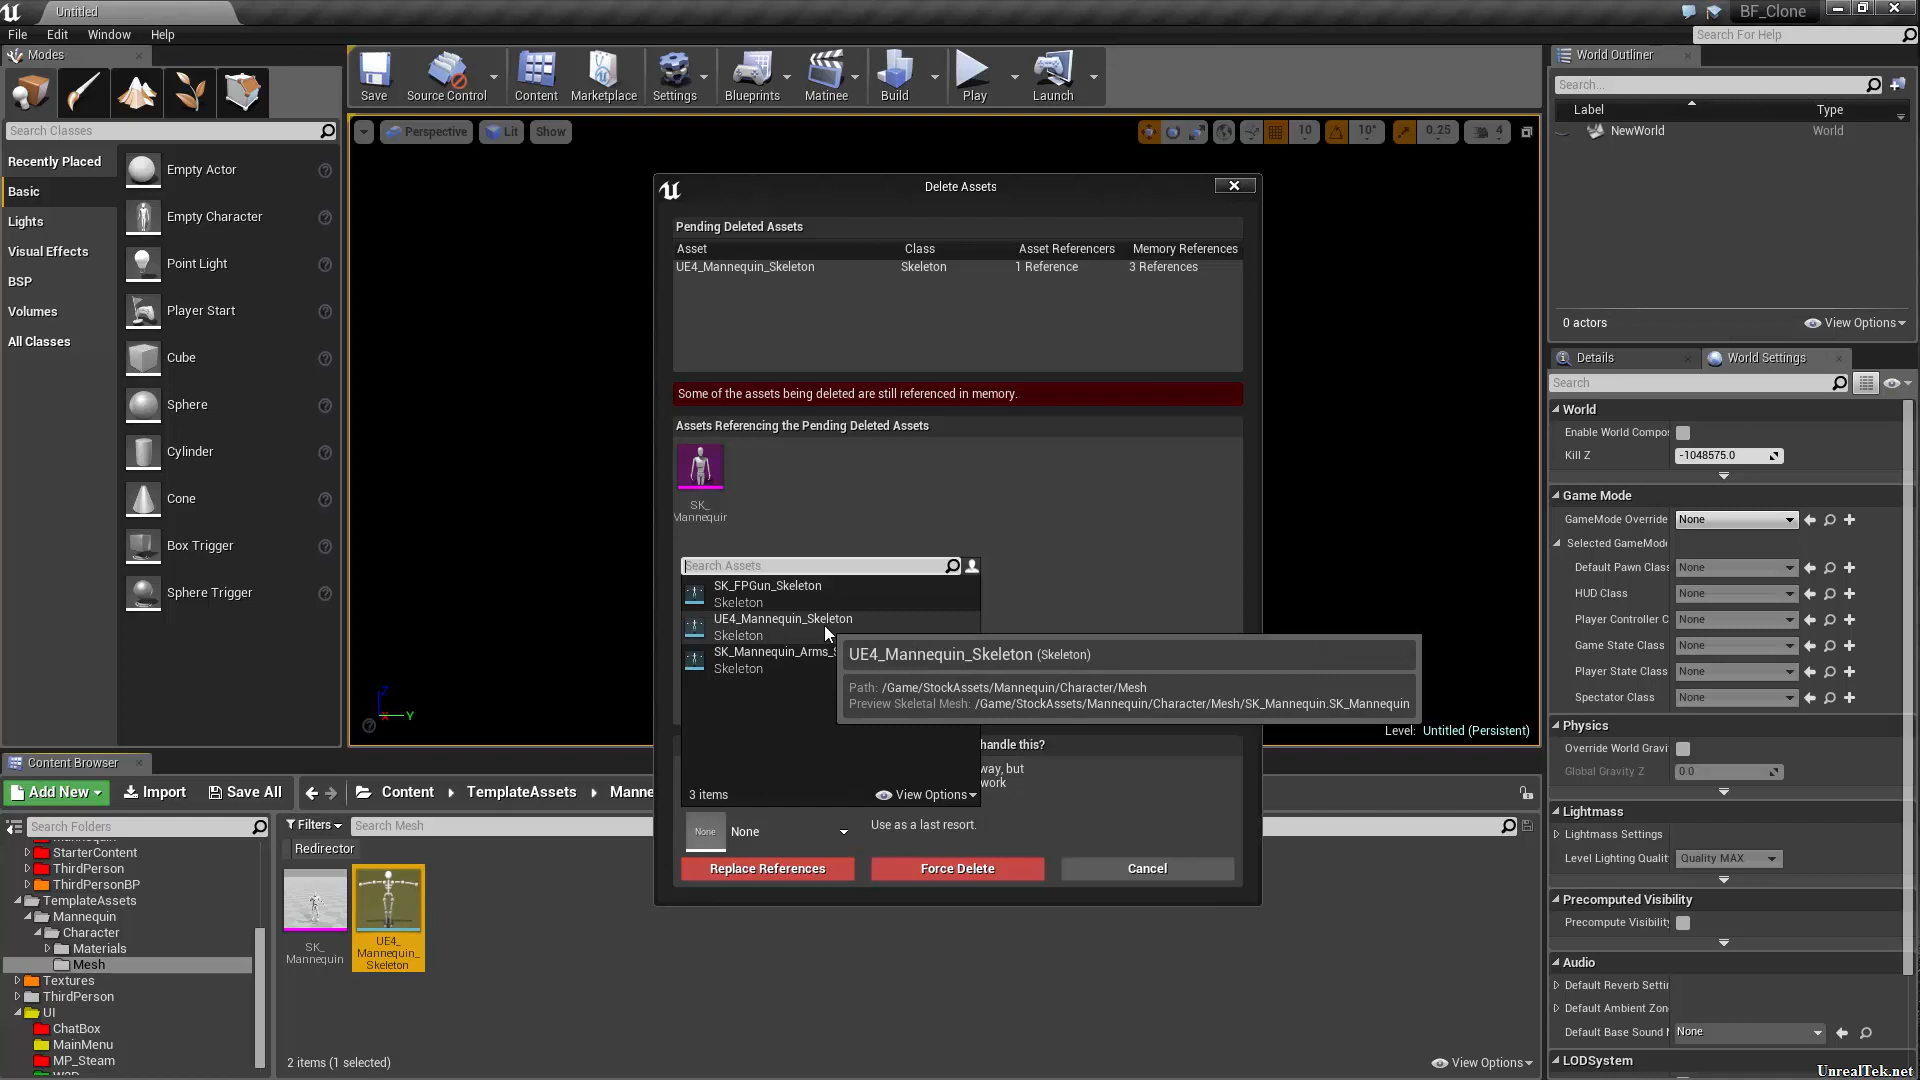 Untitled
BF_Clone
File Edit Window Help
Search For Help
Modes
Search Classes
Recently Placed
Basic
Lights
Visual Effects
BSP
Volumes
All Classes
Empty Actor
Empty Character
Point Light
Player Start
Cube
Sphere
Cylinder
Cone
Box Trigger
Sphere Trigger
Save Source Control Content Marketplace Settings Blueprints Matinee Build Play Launch
Perspective Lit Show
10 10° 0.25 4
Delete Assets
Pending Deleted Assets
Asset Class Asset Referencers Memory References
UE4_Mannequin_Skeleton Skeleton 1 Reference 3 References
Some of the assets being deleted are still referenced in memory.
Assets Referencing the Pending Deleted Assets
SK_
Mannequir
Search Assets
SK_FPGun_Skeleton
Skeleton
UE4_Mannequin_Skeleton
Skeleton
SK_Mannequin_Arms_S
Skeleton
3 items View Options
UE4_Mannequin_Skeleton (Skeleton)
Path: /Game/StockAssets/Mannequin/Character/Mesh
Preview Skeletal Mesh: /Game/StockAssets/Mannequin/Character/Mesh/SK_Mannequin.SK_Mannequin
handle this?
way, but
work
None None
Use as a last resort.
Replace References Force Delete Cancel
Z
X
Y
Level: Untitled (Persistent)
World Outliner
Search...
Label Type
NewWorld World
0 actors View Options
Details World Settings
Search
World
Enable World Compos
Kill Z -1048575.0
Game Mode
GameMode Override None
Selected GameMode
Default Pawn Class None
HUD Class None
Player Controller C None
Game State Class None
Player State Class None
Spectator Class None
Physics
Override World Gravi
Global Gravity Z 0.0
Lightmass
Lightmass Settings
Level Lighting Qualit Quality MAX
Precomputed Visibility
Precompute Visibilit
Audio
Default Reverb Settin
Default Ambient Zon
Default Base Sound M None
LODSystem
Content Browser
Add New Import Save All Content TemplateAssets Manne
Search Folders
StarterContent
ThirdPerson
ThirdPersonBP
TemplateAssets
Mannequin
Character
Materials
Mesh
Textures
ThirdPerson
UI
ChatBox
MainMenu
MP_Steam
Filters Search Mesh
Redirector
SK_
Mannequin
UE4_
Mannequin_
Skeleton
2 items (1 selected)
View Options
UnrealTek.net